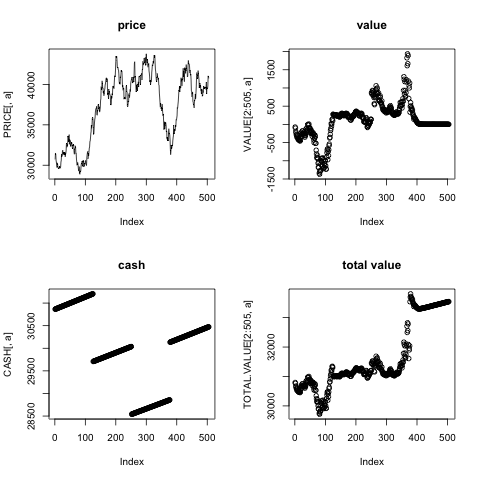 price
PRICE[, a]
30000 35000 40000
0 100 200 300 400 500
Index
value
VALUE[2:505, a]
-1500 -500 500 1500
0 100 200 300 400 500
Index
cash
CASH[, a]
28500 29500 30500
0 100 200 300 400 500
Index
total value
TOTAL.VALUE[2:505, a]
30000 32000
0 100 200 300 400 500
Index